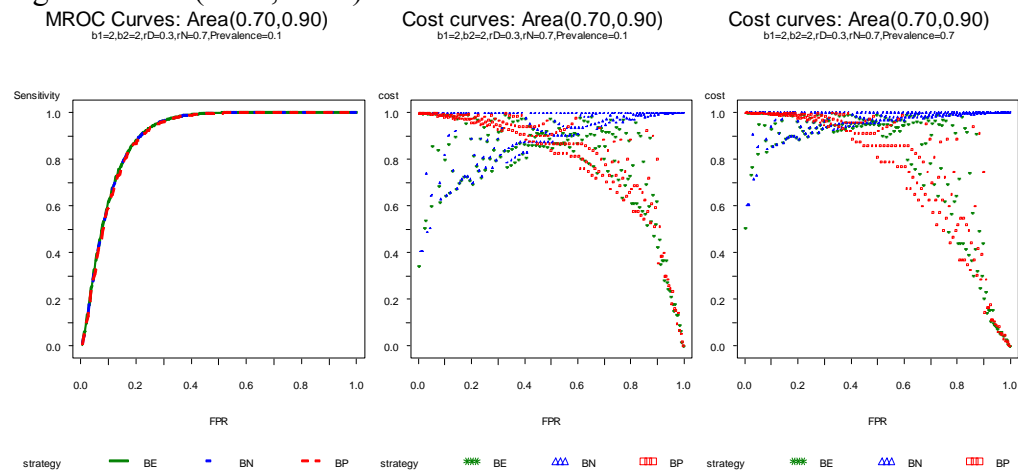 MROC Curves: Area(0.70,0.90)
b1=2,b2=2,rD=0.3,rN=0.7,Prevalence=0.1
Sensitivity
1.0
0.8
0.6
0.4
0.2
0.0
0.0 0.2 0.4 0.6 0.8 1.0
FPR
strategy BE BN BP
Cost curves: Area(0.70,0.90)
b1=2,b2=2,rD=0.3,rN=0.7,Prevalence=0.1
cost
1.0
0.8
0.6
0.4
0.2
0.0
0.0 0.2 0.4 0.6 0.8 1.0
FPR
strategy BE BN BP
Cost curves: Area(0.70,0.90)
b1=2,b2=2,rD=0.3,rN=0.7,Prevalence=0.7
cost
1.0
0.8
0.6
0.4
0.2
0.0
0.0 0.2 0.4 0.6 0.8 1.0
FPR
strategy BE BN BP